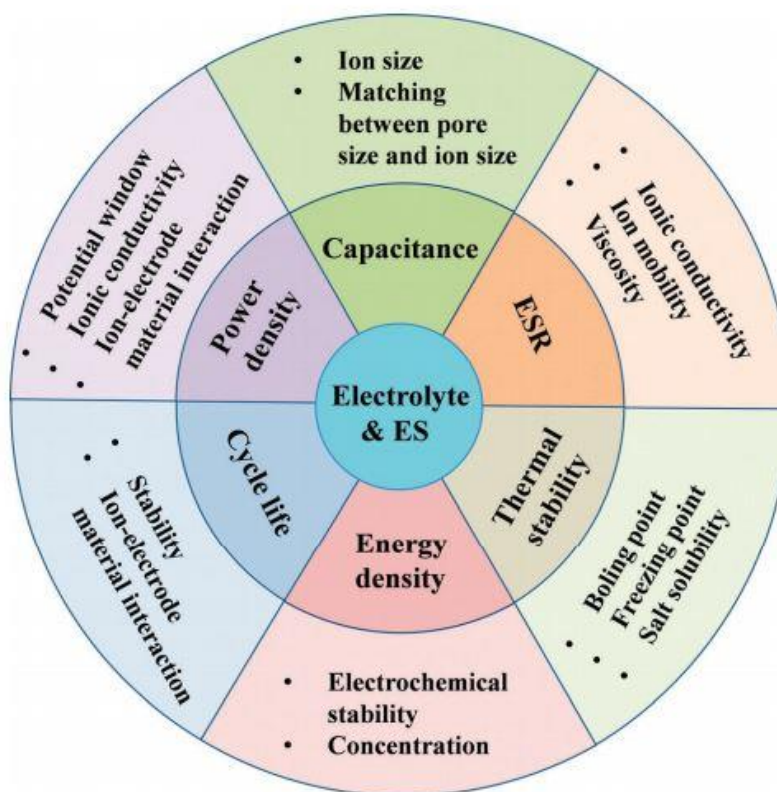 • Ion size
• Matching
between pore
size and ion size
Capacitance
• Ionic conductivity
• Ion mobility
• Viscosity
ESR
• Boling point
• Freezing point
• Salt solubility
Thermal
stability
• Electrochemical
stability
• Concentration
Energy
density
• Stability
• Ion-electrode
material interaction
Cycle life
• Potential window
• Ionic conductivity
• Ion-electrode
material interaction
Power
density
Electrolyte
& ES